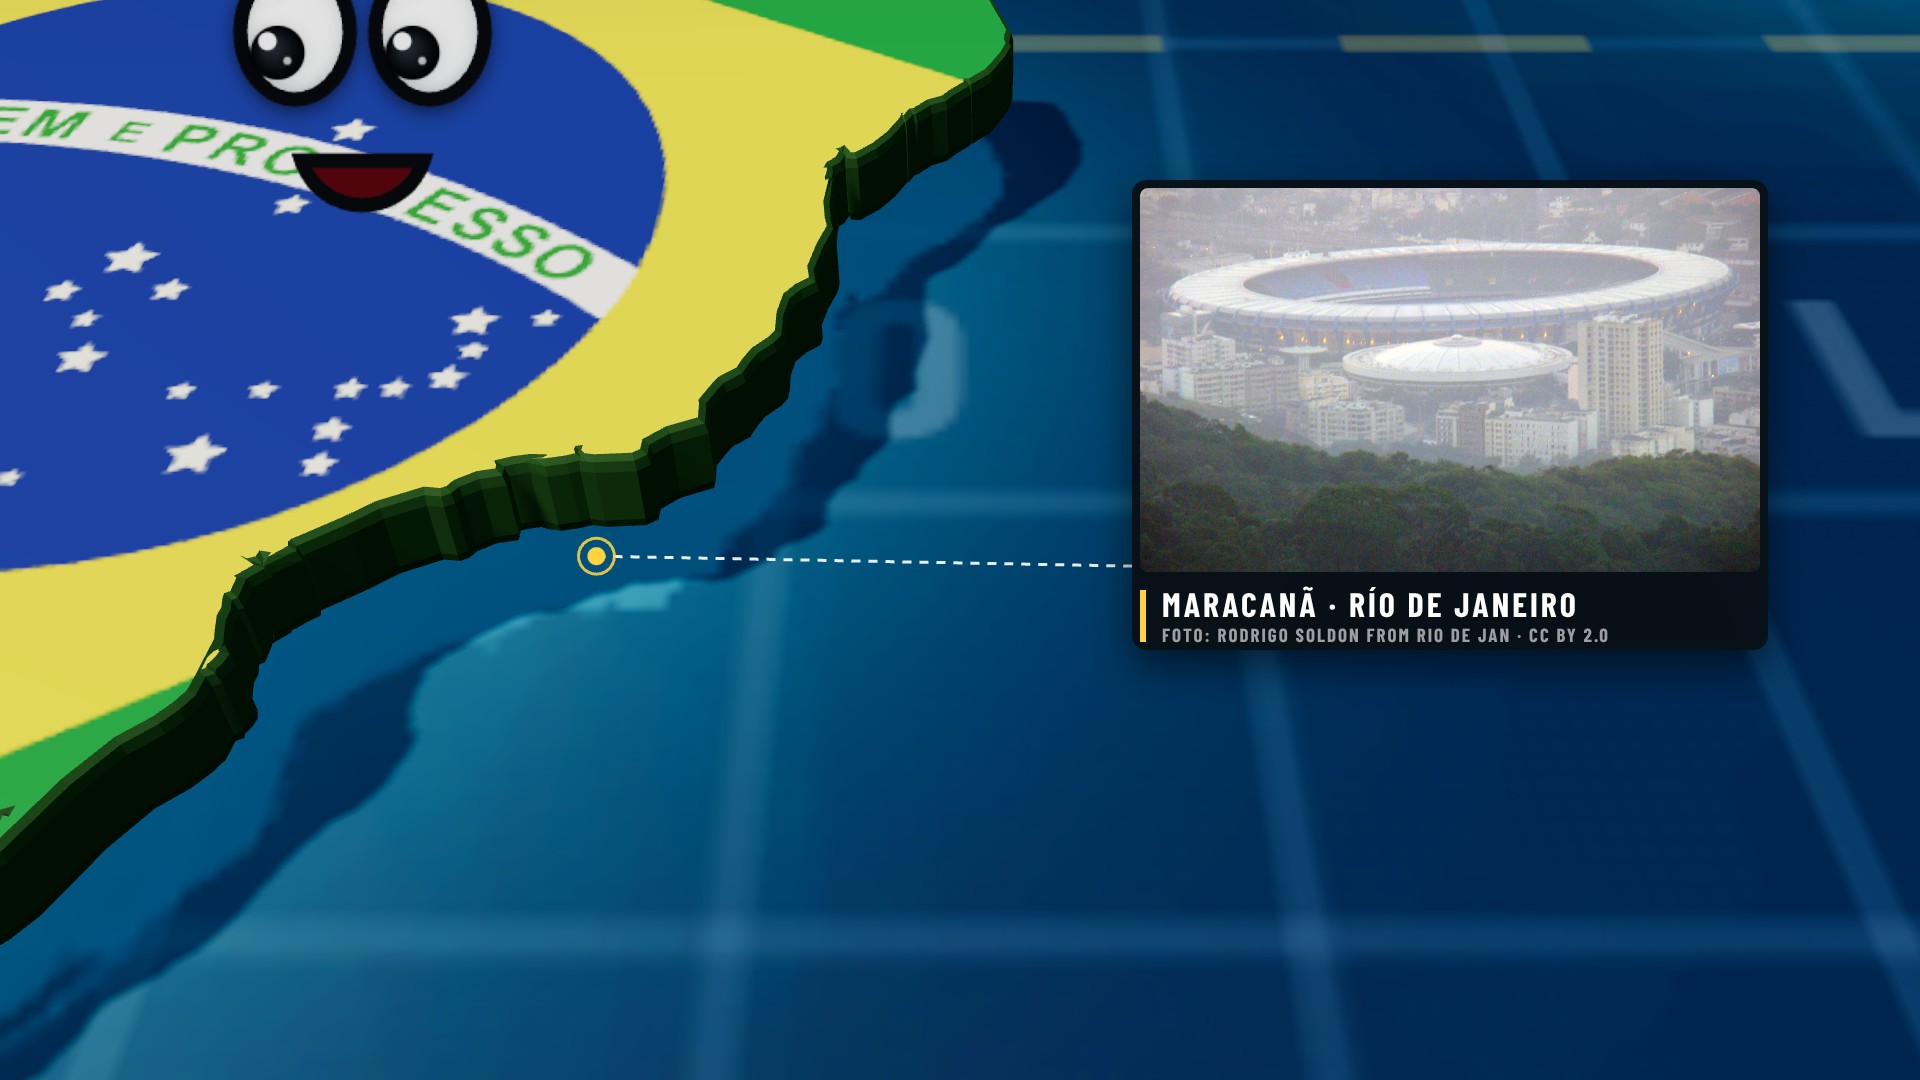 EM E PRO ESSO
MARACANÃ · RÍO DE JANEIRO
FOTO: RODRIGO SOLDON FROM RIO DE JAN · CC BY 2.0